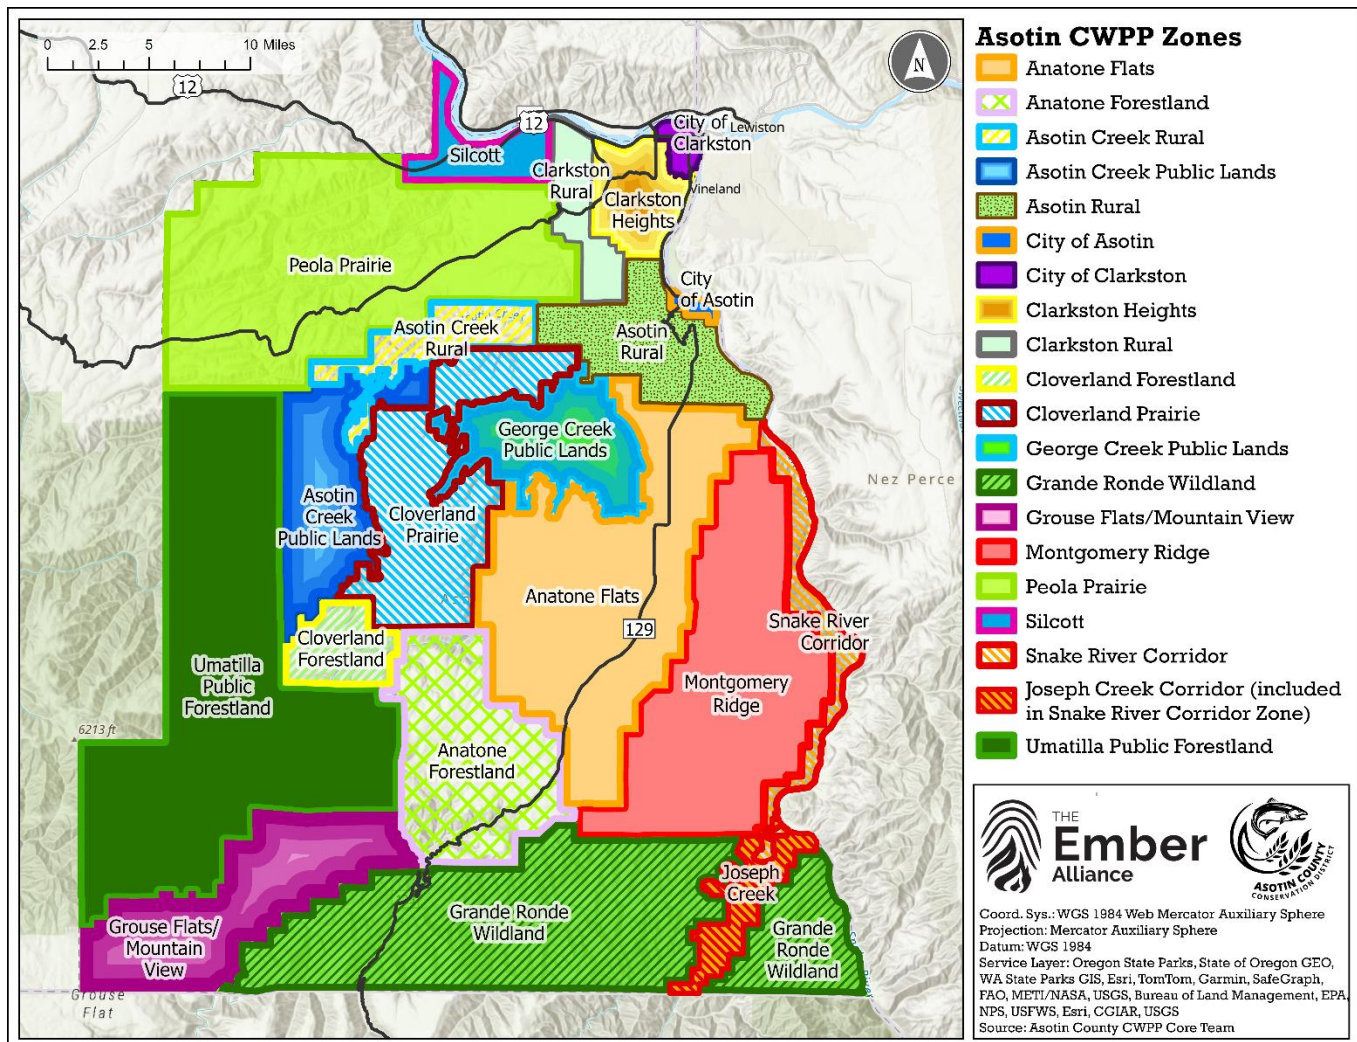 0 2.5 5 10 Miles
12
N
12
City of
Clarkston
Lewiston
Silcott
Clarkston
Rural
Vineland
Clarkston
Heights
Peola Prairie
City
of Asotin
Asotin Creek
Rural
Asotin
Rural
George Creek
Public Lands
Nez Perce
Asotin
Creek
Public Lands
Cloverland
Prairie
Anatone Flats
129
Snake River
Corridor
Cloverland
Forestland
Umatilla
Public
Forestland
Montgomery
Ridge
6213 ft
Anatone
Forestland
Joseph
Creek
Grande Ronde
Wildland
Grouse Flats/
Mountain
View
Grande
Ronde
Wildland
Grouse
Flat
Asotin CWPP Zones
Anatone Flats
Anatone Forestland
Asotin Creek Rural
Asotin Creek Public Lands
Asotin Rural
City of Asotin
City of Clarkston
Clarkston Heights
Clarkston Rural
Cloverland Forestland
Cloverland Prairie
George Creek Public Lands
Grande Ronde Wildland
Grouse Flats/Mountain View
Montgomery Ridge
Peola Prairie
Silcott
Snake River Corridor
Joseph Creek Corridor (included
in Snake River Corridor Zone)
Umatilla Public Forestland
THE
Ember
Alliance
ASOTIN COUNTY
CONSERVATION DISTRICT
Coord. Sys.: WGS 1984 Web Mercator Auxiliary Sphere
Projection: Mercator Auxiliary Sphere
Datum: WGS 1984
Service Layer: Oregon State Parks, State of Oregon GEO,
WA State Parks GIS, Esri, TomTom, Garmin, SafeGraph,
FAO, METI/NASA, USGS, Bureau of Land Management, EPA,
NPS, USFWS, Esri, CGIAR, USGS
Source: Asotin County CWPP Core Team